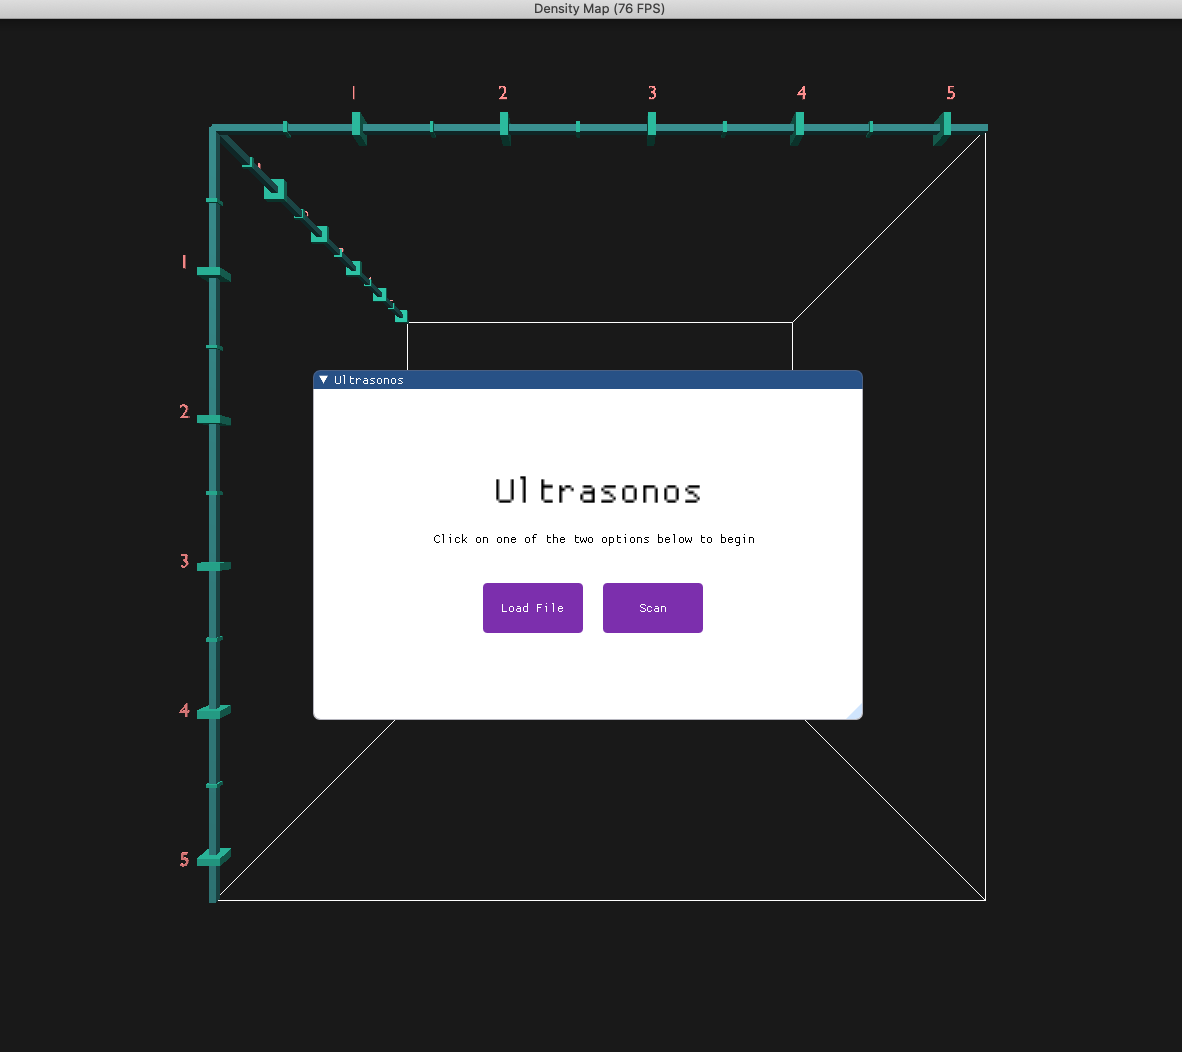 Density Map (76 FPS)
1 2 3 4 5
1
2
3
4
5
Ultrasonos
Ultrasonos
Click on one of the two options below to begin
Load File Scan